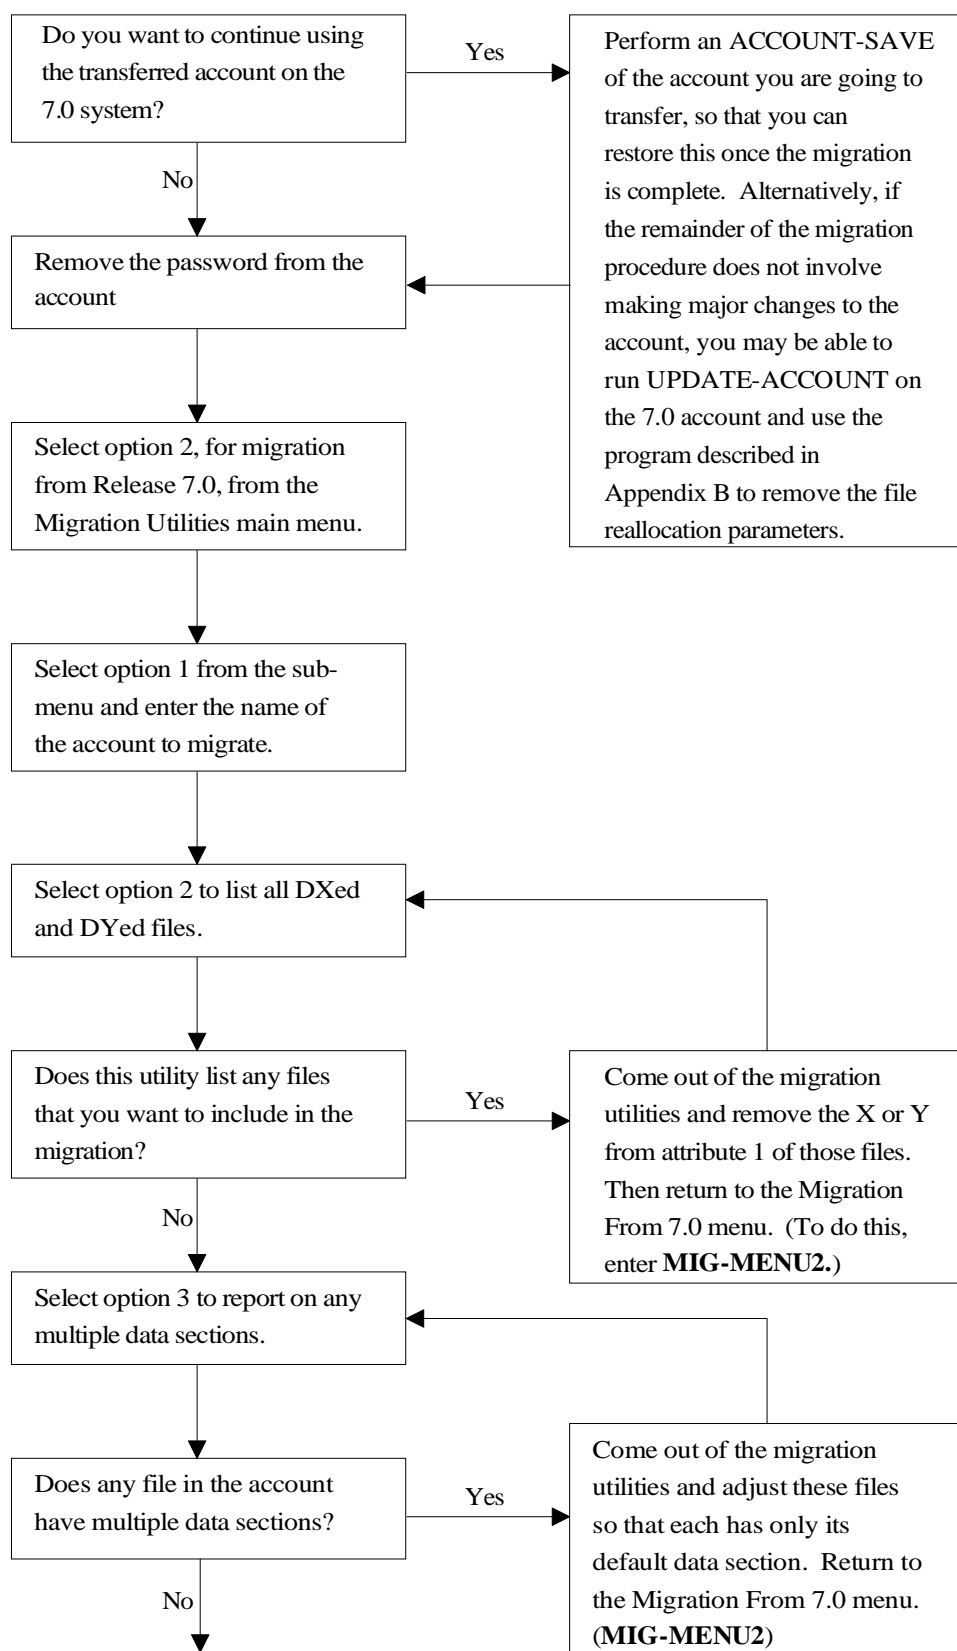 Do you want to continue using
the transferred account on the
7.0 system?
Yes
Perform an ACCOUNT-SAVE
of the account you are going to
transfer, so that you can
restore this once the migration
is complete.  Alternatively, if
the remainder of the migration
procedure does not involve
making major changes to the
account, you may be able to
run UPDATE-ACCOUNT on
the 7.0 account and use the
program described in
Appendix B to remove the file
reallocation parameters.
No
Remove the password from the
account
Select option 2, for migration
from Release 7.0, from the
Migration Utilities main menu.
Select option 1 from the sub-
menu and enter the name of
the account to migrate.
Select option 2 to list all DXed
and DYed files.
Does this utility list any files
that you want to include in the
migration?
Yes
Come out of the migration
utilities and remove the X or Y
from attribute 1 of those files.
Then return to the Migration
From 7.0 menu.  (To do this,
enter MIG-MENU2.)
No
Select option 3 to report on any
multiple data sections.
Does any file in the account
have multiple data sections?
Yes
Come out of the migration
utilities and adjust these files
so that each has only its
default data section.  Return to
the Migration From 7.0 menu.
(MIG-MENU2)
No